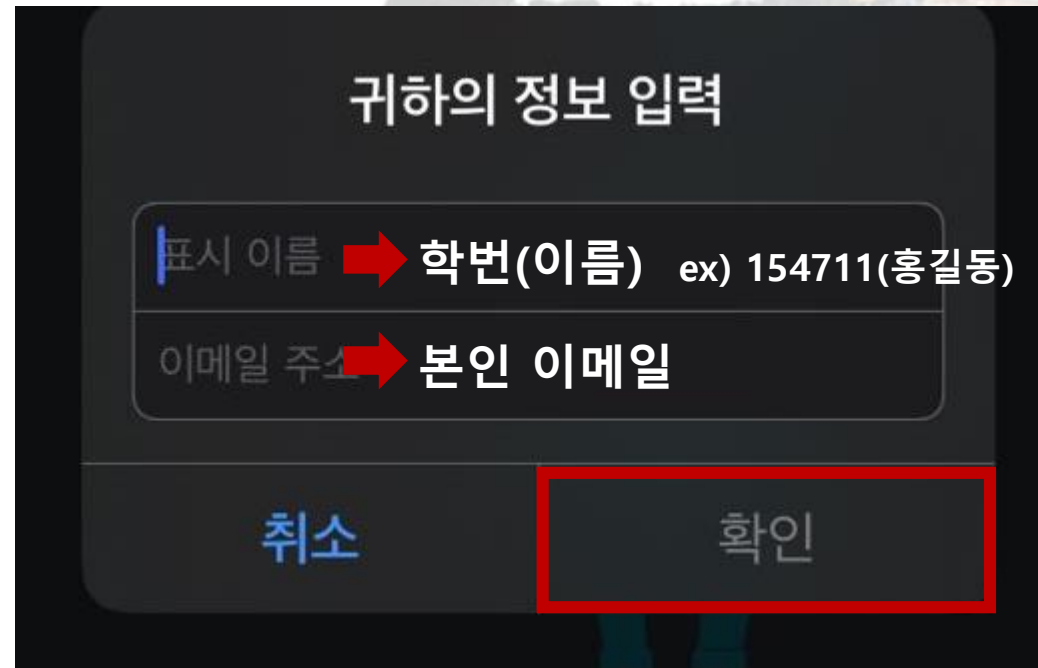 귀하의 정보 입력
표시 이름 학번(이름) ex) 154711(홍길동)
이메일 주소 본인 이메일
취소 확인